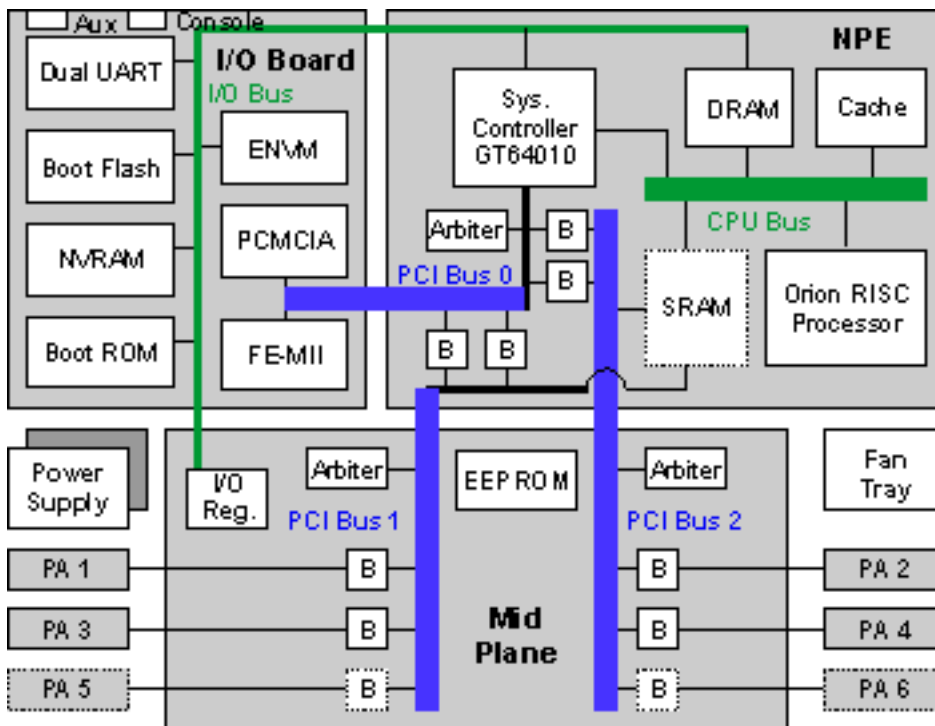 Aux
Console
I/O Board
NPE
Dual UART
I/O Bus
Sys.
Controller
GT64010
DRAM
Cache
ENVM
Boot Flash
CPU Bus
PCMCIA
Arbiter
B
NVRAM
PCI Bus 0
B
SRAM
Orion RISC
Processor
Boot ROM
FE-MII
B
B
Power
Supply
I/O
Reg.
Arbiter
EEPROM
Arbiter
Fan
Tray
PCI Bus 1
PCI Bus 2
PA 1
B
B
PA 2
PA 3
B
Mid
Plane
B
PA 4
PA 5
B
B
PA 6